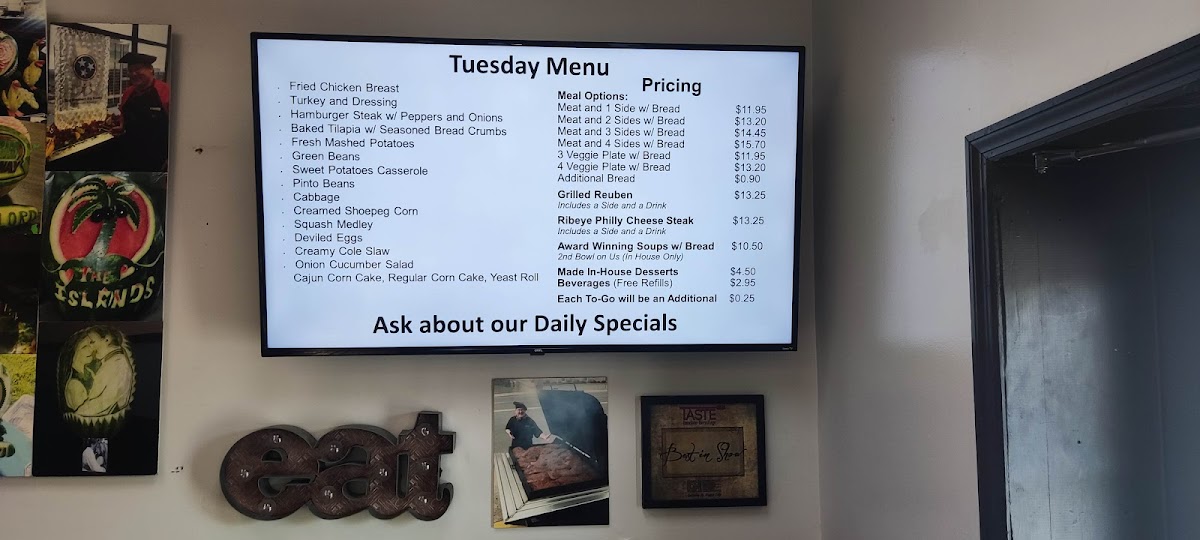 Tuesday Menu
Fried Chicken Breast
Turkey and Dressing
Hamburger Steak w/ Peppers and Onions
Baked Tilapia w/ Seasoned Bread Crumbs
Fresh Mashed Potatoes
Green Beans
Sweet Potatoes Casserole
Pinto Beans
Cabbage
Creamed Shoepeg Corn
Squash Medley
Deviled Eggs
Creamy Cole Slaw
Onion Cucumber Salad
Cajun Corn Cake, Regular Corn Cake, Yeast Roll
Pricing
Meal Options:
Meat and 1 Side w/ Bread $11.95
Meat and 2 Sides w/ Bread $13.20
Meat and 3 Sides w/ Bread $14.45
Meat and 4 Sides w/ Bread $15.70
3 Veggie Plate w/ Bread $11.95
4 Veggie Plate w/ Bread $13.20
Additional Bread $0.90
Grilled Reuben $13.25
Includes a Side and a Drink
Ribeye Philly Cheese Steak $13.25
Includes a Side and a Drink
Award Winning Soups w/ Bread $10.50
2nd Bowl on Us (In House Only)
Made In-House Desserts $4.50
Beverages (Free Refills) $2.95
Each To-Go will be an Additional $0.25
Ask about our Daily Specials
THE
ISLANDS
LORD
eat
TASTE
Best in Show